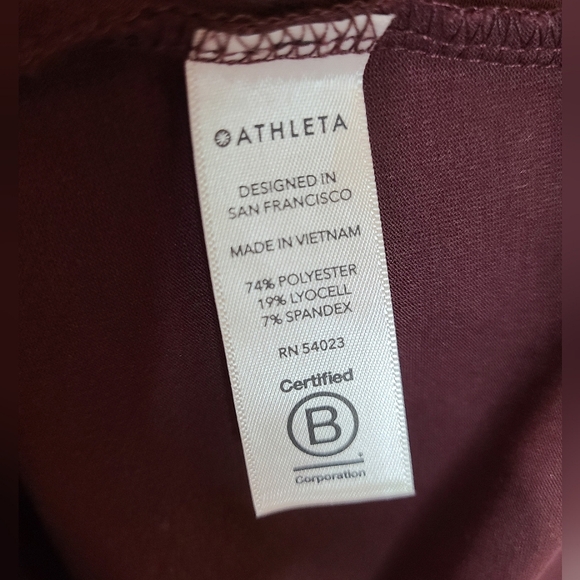 ATHLETA
DESIGNED IN
SAN FRANCISCO
MADE IN VIETNAM
74% POLYESTER
19% LYOCELL
7% SPANDEX
RN 54023
Certified
B
Corporation